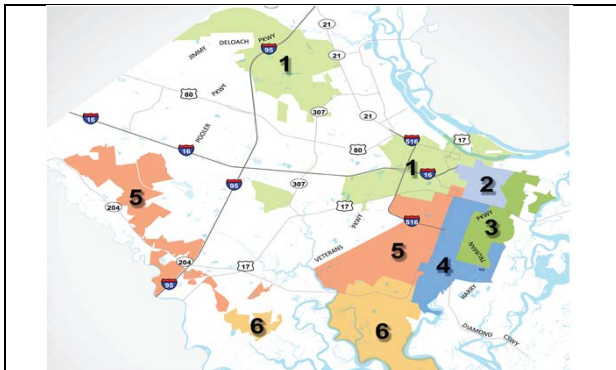 21
JIMMY DELOACH PKWY
95
1
80
PKWY
307
21
21
16
POOLER
16
80
516
17
1
16
2
5
95
307
204
17
PKWY
516
PKWY
3
TRUMAN
VETERANS
5
4
204
17
HARRY
S
95
6
6
DIAMOND CSWY